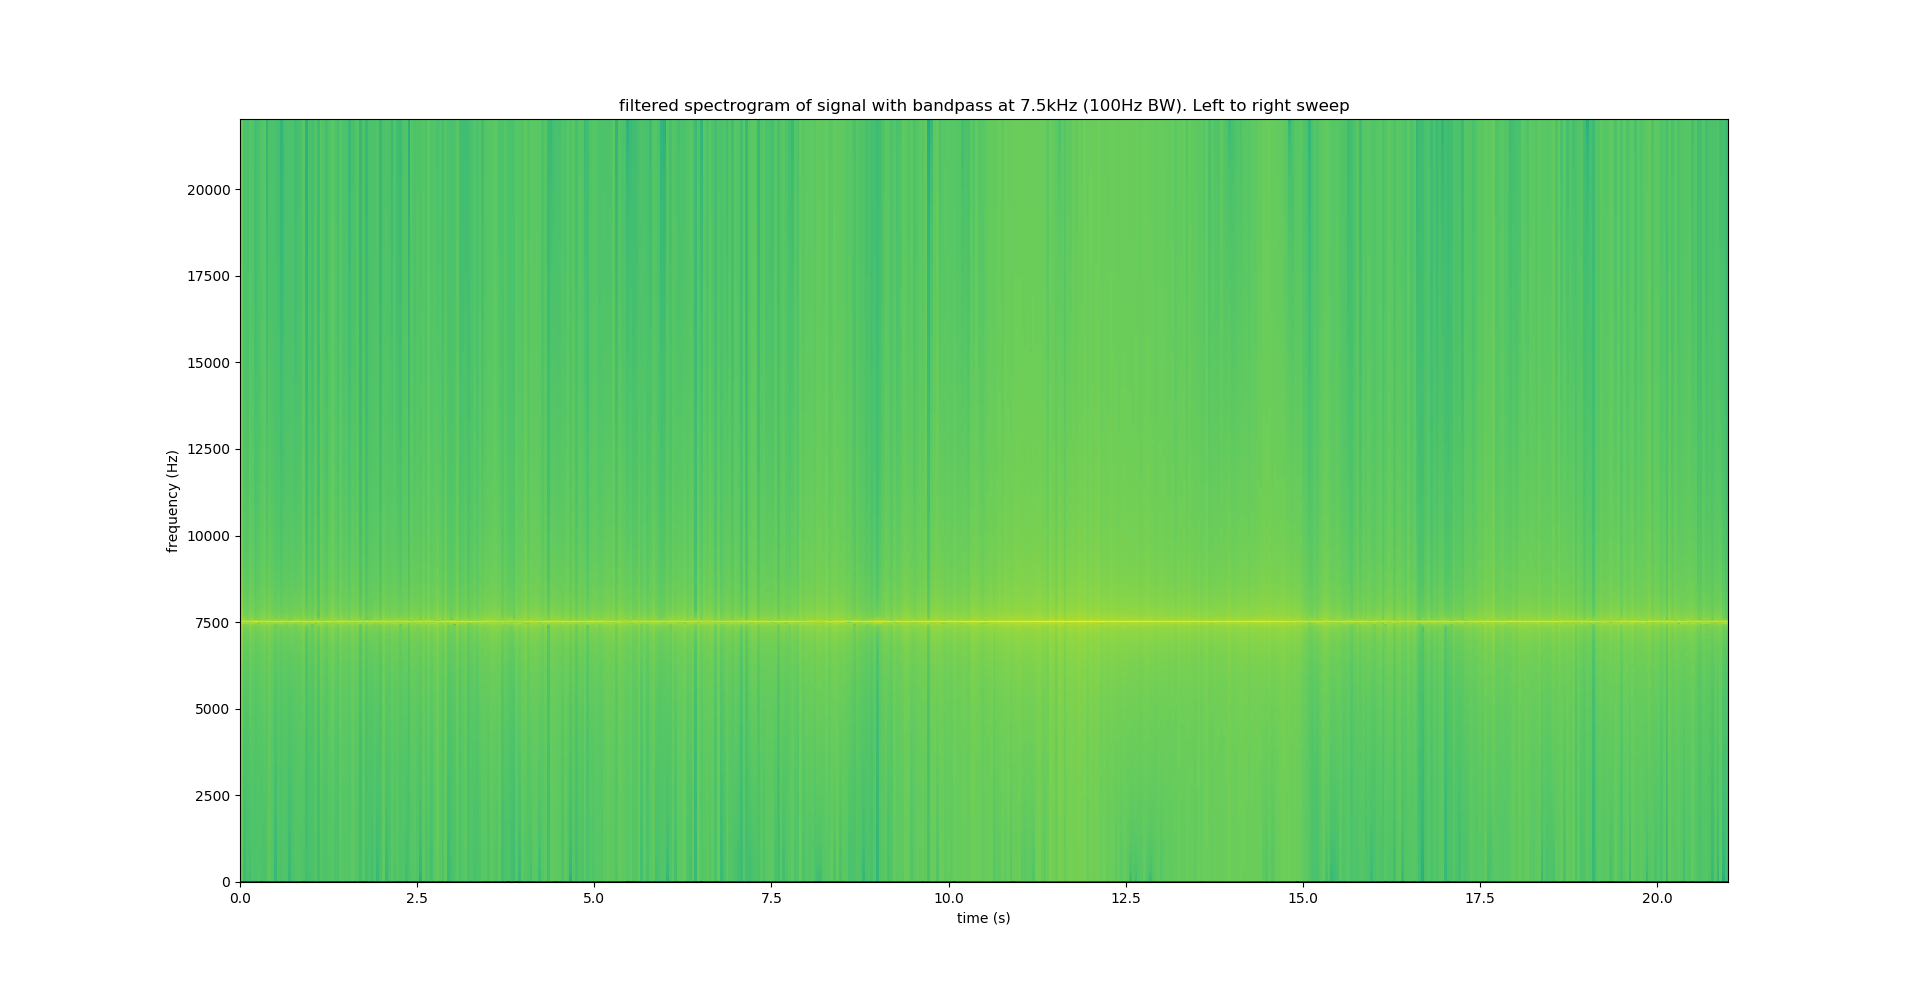 filtered spectrogram of signal with bandpass at 7.5kHz (100Hz BW). Left to right sweep
frequency (Hz)
20000
17500
15000
12500
10000
7500
5000
2500
0
0.0 2.5 5.0 7.5 10.0 12.5 15.0 17.5 20.0
time (s)